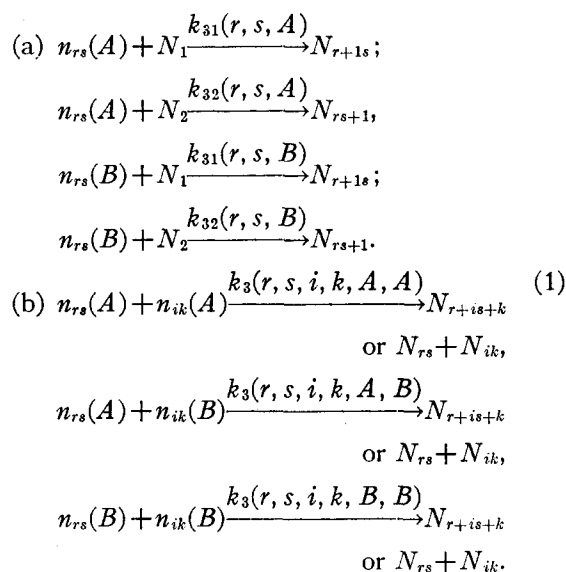 (a) n_{rs}(A)+N_1 \xrightarrow{k_{31}(r, s, A)} N_{r+1s};
n_{rs}(A)+N_2 \xrightarrow{k_{32}(r, s, A)} N_{rs+1},
n_{rs}(B)+N_1 \xrightarrow{k_{31}(r, s, B)} N_{r+1s};
n_{rs}(B)+N_2 \xrightarrow{k_{32}(r, s, B)} N_{rs+1}.
(b) n_{rs}(A)+n_{ik}(A) \xrightarrow{k_3(r, s, i, k, A, A)} N_{r+is+k} (1)
or N_{rs}+N_{ik},
n_{rs}(A)+n_{ik}(B) \xrightarrow{k_3(r, s, i, k, A, B)} N_{r+is+k}
or N_{rs}+N_{ik},
n_{rs}(B)+n_{ik}(B) \xrightarrow{k_3(r, s, i, k, B, B)} N_{r+is+k}
or N_{rs}+N_{ik}.